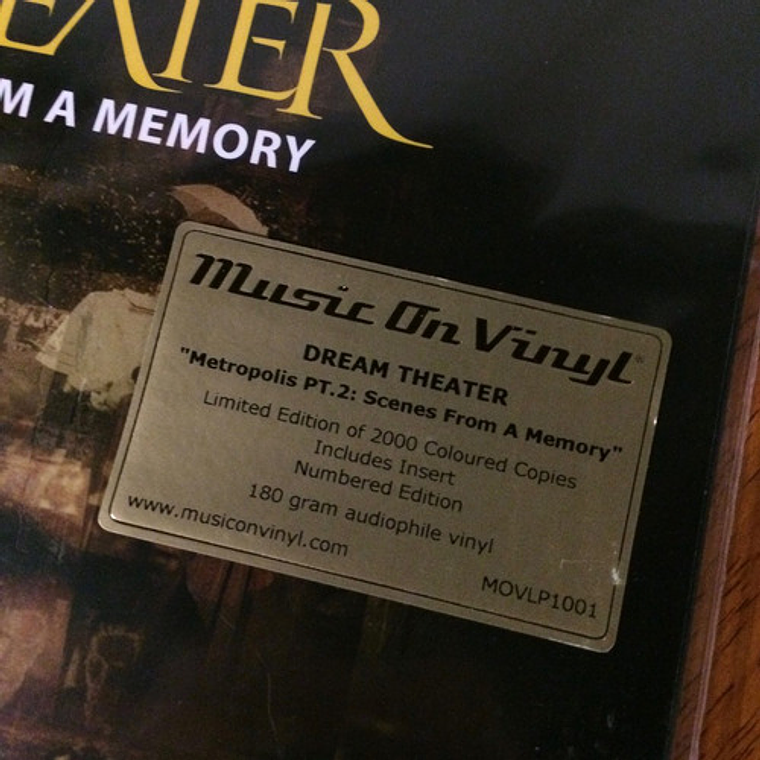 EATER
M A MEMORY
Music On Vinyl®
DREAM THEATER
"Metropolis PT.2: Scenes From A Memory"
Limited Edition of 2000 Coloured Copies
Includes Insert
Numbered Edition
180 gram audiophile vinyl
www.musiconvinyl.com
MOVLP1001